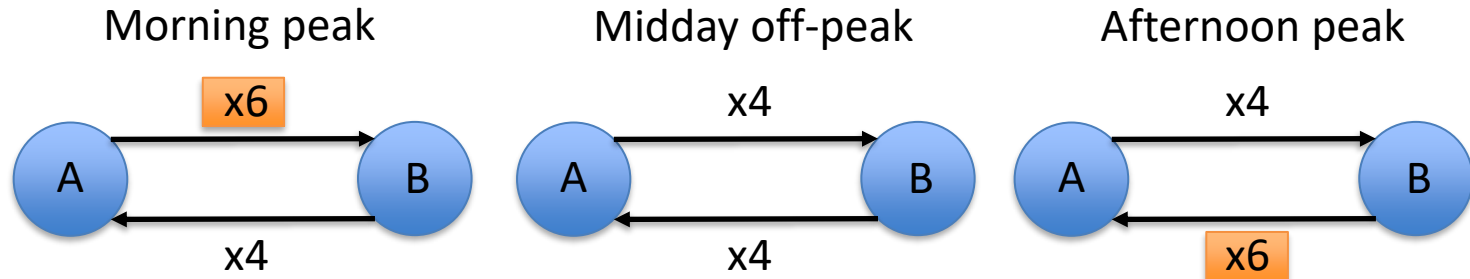 Morning peak
x6
A
B
x4
Midday off-peak
x4
A
B
x4
Afternoon peak
x4
A
B
x6